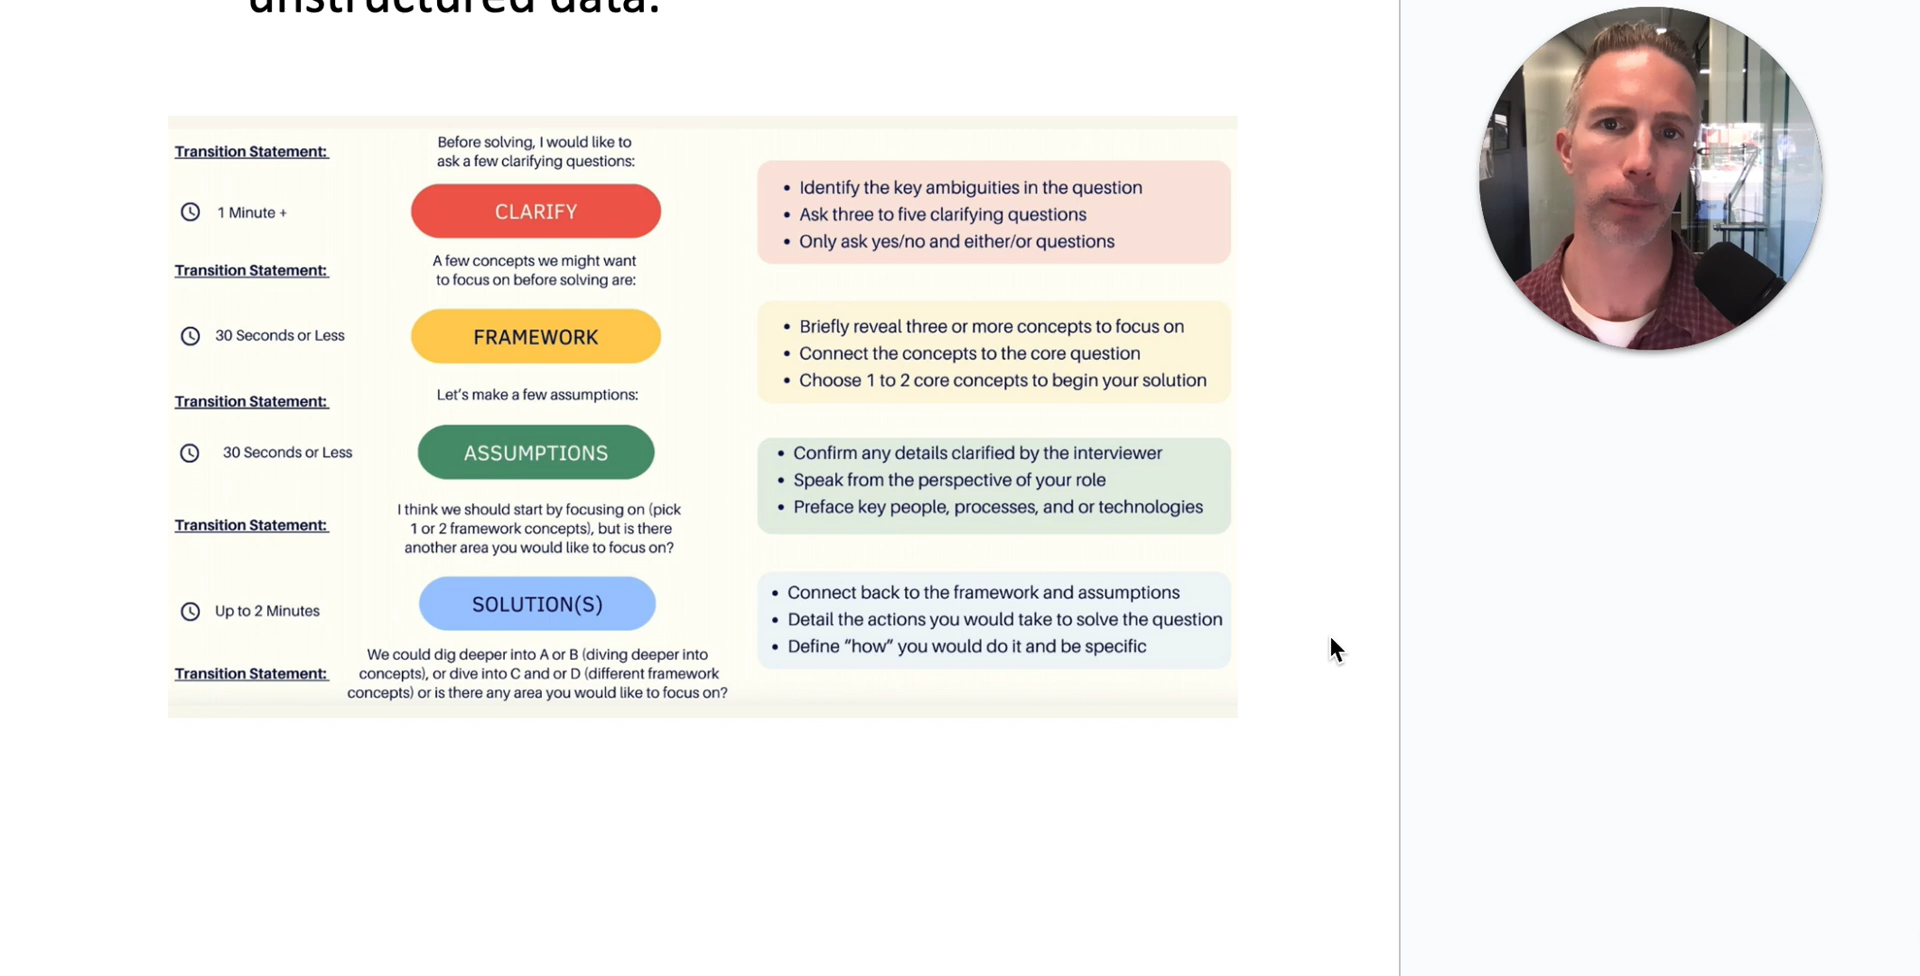 unstructured data.
Transition Statement:
Before solving, I would like to
ask a few clarifying questions:
1 Minute +
CLARIFY
• Identify the key ambiguities in the question
• Ask three to five clarifying questions
• Only ask yes/no and either/or questions
Transition Statement:
A few concepts we might want
to focus on before solving are:
30 Seconds or Less
FRAMEWORK
• Briefly reveal three or more concepts to focus on
• Connect the concepts to the core question
• Choose 1 to 2 core concepts to begin your solution
Transition Statement:
Let's make a few assumptions:
30 Seconds or Less
ASSUMPTIONS
• Confirm any details clarified by the interviewer
• Speak from the perspective of your role
• Preface key people, processes, and or technologies
Transition Statement:
I think we should start by focusing on (pick
1 or 2 framework concepts), but is there
another area you would like to focus on?
Up to 2 Minutes
SOLUTION(S)
• Connect back to the framework and assumptions
• Detail the actions you would take to solve the question
• Define “how” you would do it and be specific
Transition Statement:
We could dig deeper into A or B (diving deeper into
concepts), or dive into C and or D (different framework
concepts) or is there any area you would like to focus on?